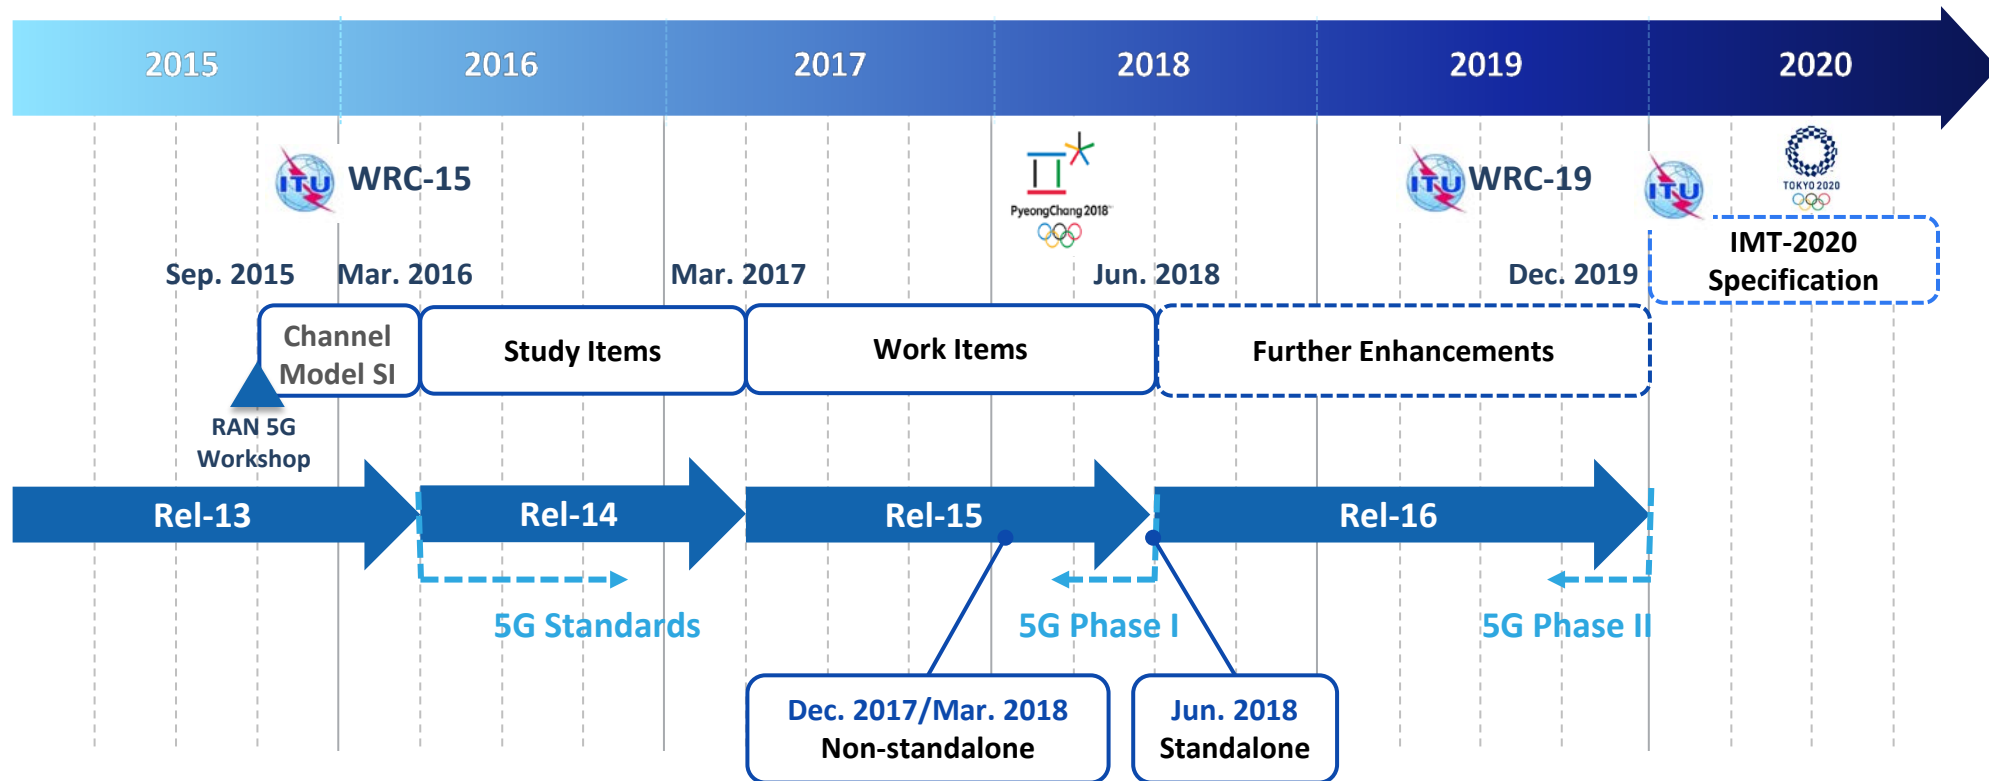 2015 2016 2017 2018 2019 2020
ITU WRC-15
PyeongChang 2018™
ITU WRC-19
ITU
TOKYO 2020
IMT-2020
Specification
Sep. 2015 Mar. 2016 Mar. 2017 Jun. 2018 Dec. 2019
Channel
Model SI
Study Items
Work Items
Further Enhancements
RAN 5G
Workshop
Rel-13 Rel-14 Rel-15 Rel-16
5G Standards 5G Phase I 5G Phase II
Dec. 2017/Mar. 2018
Non-standalone
Jun. 2018
Standalone